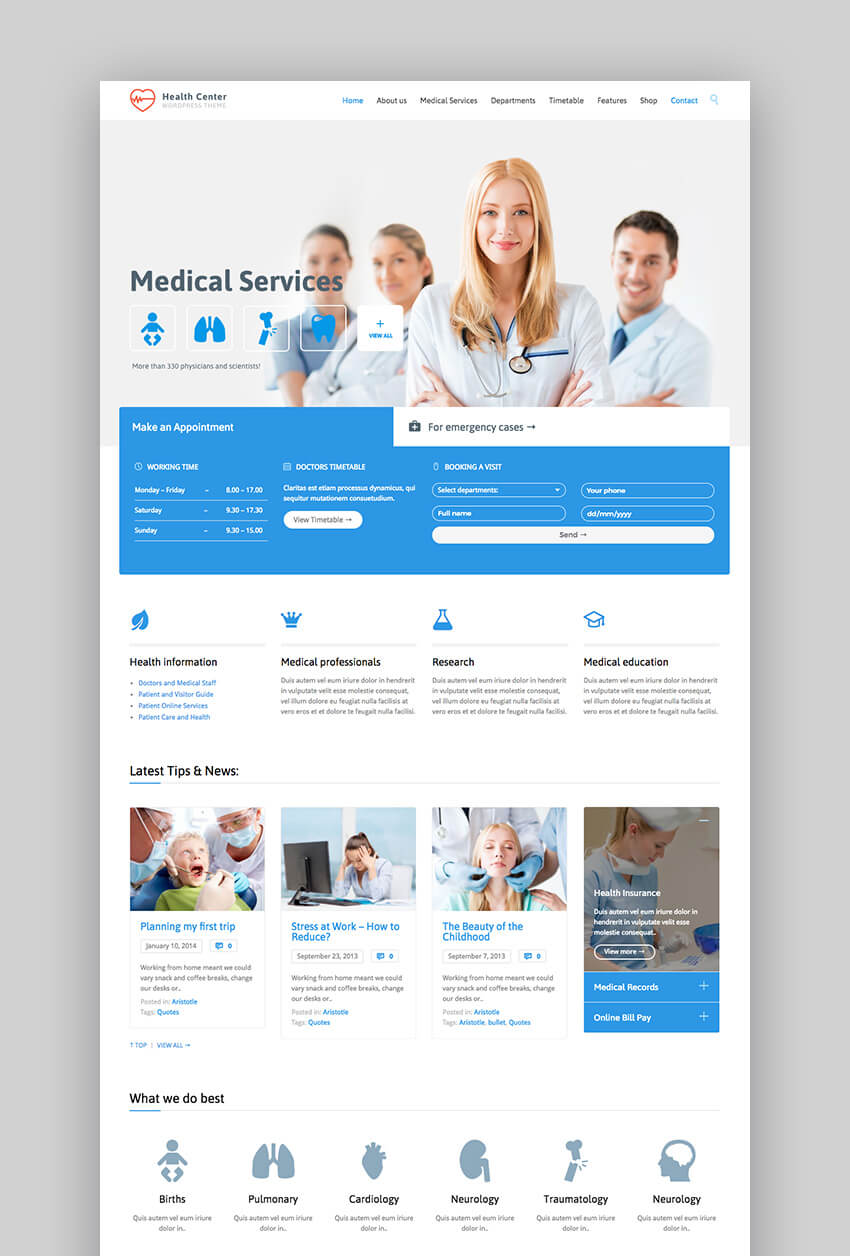 Health Center
WORDPRESS THEME
Home
About us
Medical Services
Departments
Timetable
Features
Shop
Contact
Medical Services
+
VIEW ALL
More than 330 physicians and scientists!
Make an Appointment
For emergency cases →
WORKING TIME
Monday – Friday – 8.00 – 17.00
Saturday – 9.30 – 17.30
Sunday – 9.30 – 15.00
DOCTORS TIMETABLE
Claritas est etiam processus dynamicus, qui
sequitur mutationem consuetudium.
View Timetable →
BOOKING A VISIT
Select departments:
Your phone
Full name
dd/mm/yyyy
Send →
Health information
• Doctors and Medical Staff
• Patient and Visitor Guide
• Patient Online Services
• Patient Care and Health
Medical professionals
Duis autem vel eum iriure dolor in hendrerit
in vulputate velit esse molestie consequat,
vel illum dolore eu feugiat nulla facilisi at
vero eros et et dolore te feugait nulla facilisi.
Research
Duis autem vel eum iriure dolor in hendrerit
in vulputate velit esse molestie consequat,
vel illum dolore eu feugiat nulla facilisi at
vero eros et et dolore te feugait nulla facilisi.
Medical education
Duis autem vel eum iriure dolor in hendrerit
in vulputate velit esse molestie consequat,
vel illum dolore eu feugiat nulla facilisi at
vero eros et et dolore te feugait nulla facilisi.
Latest Tips & News:
Planning my first trip
January 10, 2014
0
Working from home meant we could
vary snack and coffee breaks, change
our desks or..
Posted in: Aristotle
Tags: Quotes
Stress at Work – How to
Reduce?
September 23, 2013
0
Working from home meant we could
vary snack and coffee breaks, change
our desks or..
Posted in: Aristotle
Tags: Quotes
The Beauty of the
Childhood
September 7, 2013
0
Working from home meant we could
vary snack and coffee breaks, change
our desks or..
Posted in: Aristotle
Tags: Aristotle, bullet, Quotes
Health Insurance
Duis autem vel eum iriure dolor in
hendrerit in vulputate velit esse
molestie consequat..
View more →
Medical Records +
Online Bill Pay +
↑ TOP : VIEW ALL →
What we do best
Births
Quis autem vel eum iriure
dolor in..
Pulmonary
Quis autem vel eum iriure
dolor in..
Cardiology
Quis autem vel eum iriure
dolor in..
Neurology
Quis autem vel eum iriure
dolor in..
Traumatology
Quis autem vel eum iriure
dolor in..
Neurology
Quis autem vel eum iriure
dolor in..